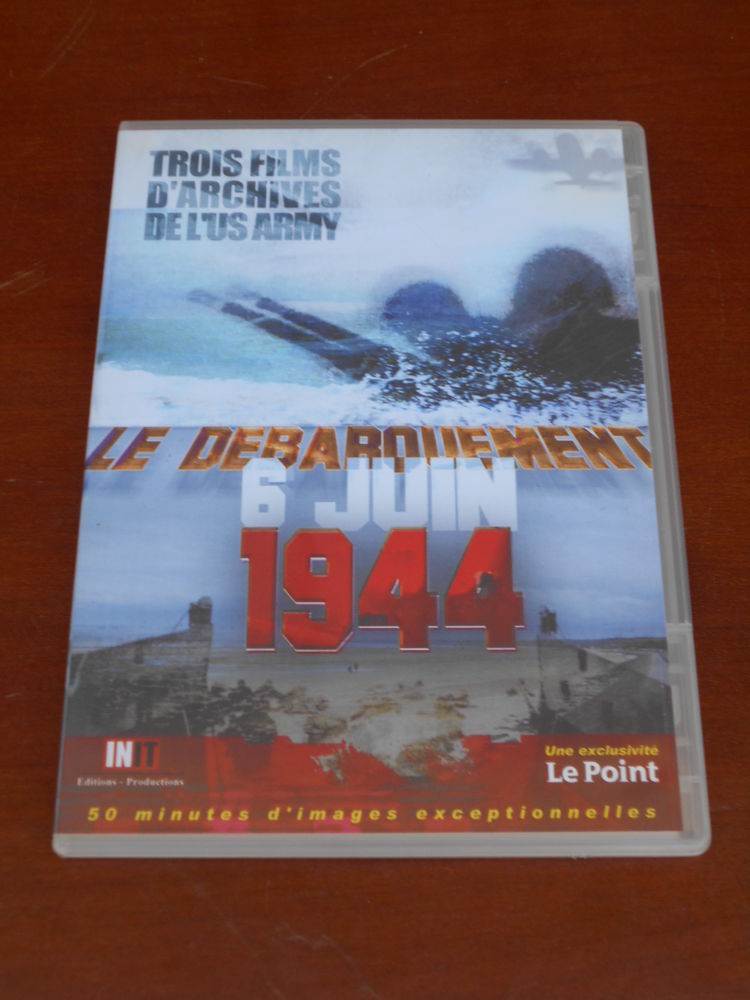 TROIS FILMS
D'ARCHIVES
DE L'US ARMY
LE DEBARQUEMENT
6 JUIN
1944
INIT
Editions - Productions
Une exclusivité
Le Point
50 minutes d'images exceptionnelles